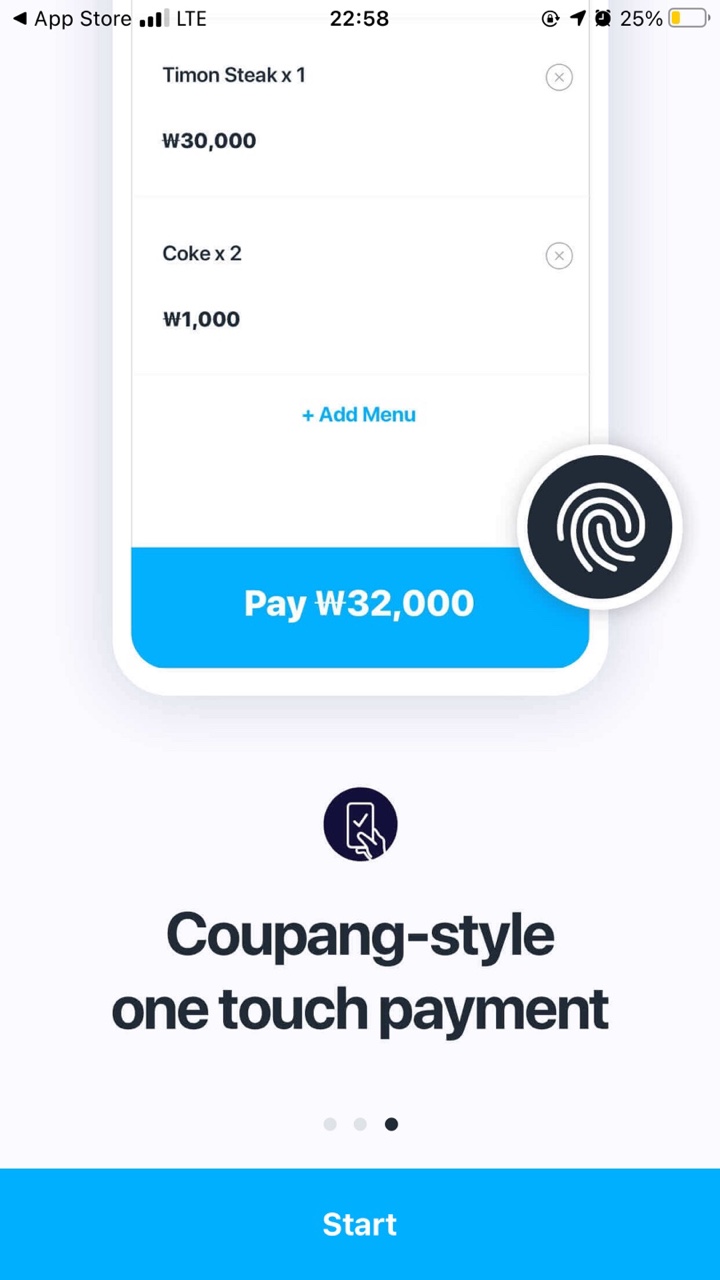 App Store LTE 22:58 25%
Timon Steak x 1
₩30,000
Coke x 2
₩1,000
+ Add Menu
Pay ₩32,000
Coupang-style
one touch payment
Start